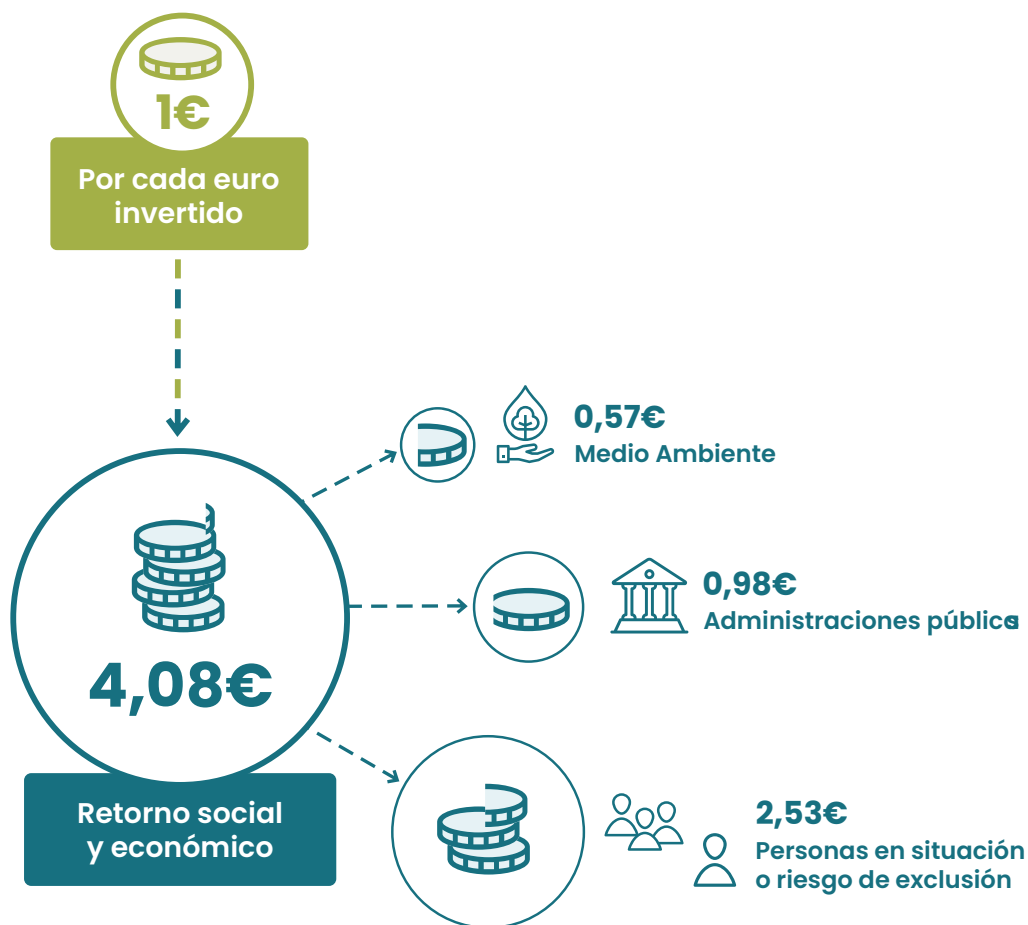 1€
Por cada euro
invertido
0,57€
Medio Ambiente
0,98€
Administraciones públicas
4,08€
Retorno social
y económico
2,53€
Personas en situación
o riesgo de exclusión